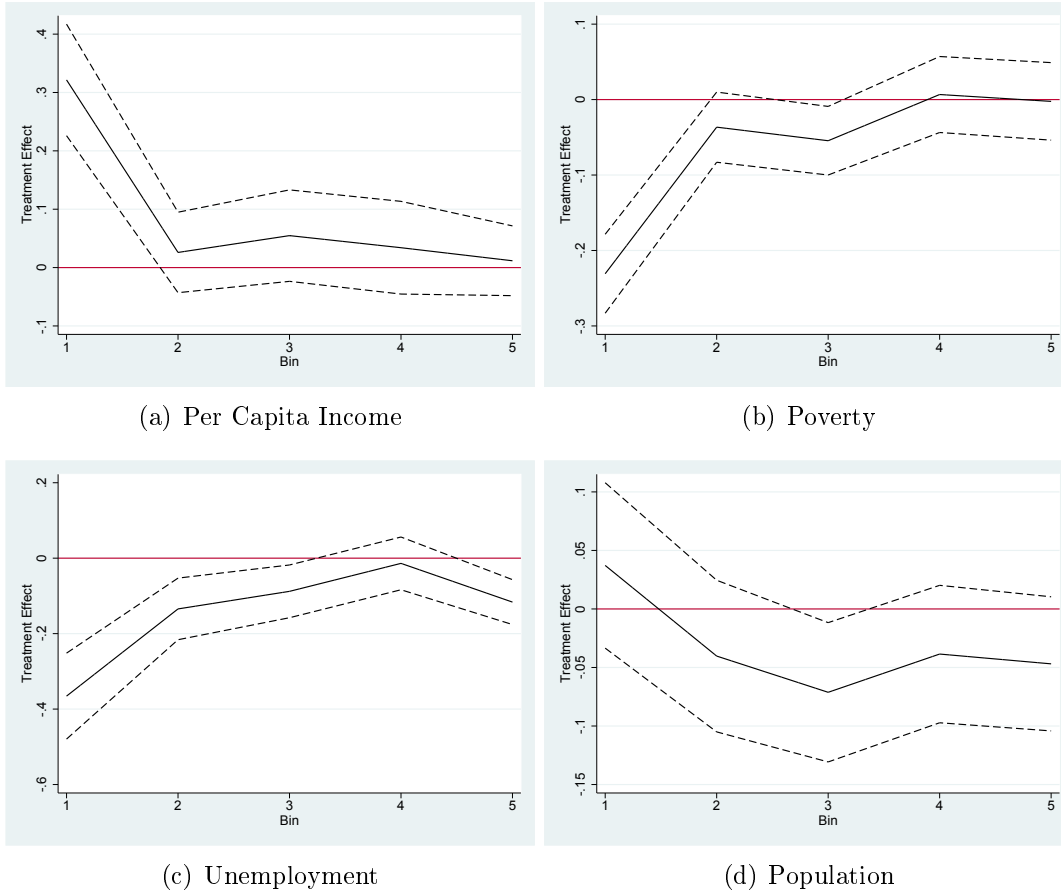 .4
.3
.2
.1
0
-.1
Treatment Effect
1 2 3 4 5
Bin
(a) Per Capita Income
.1
0
-.1
-.2
-.3
Treatment Effect
1 2 3 4 5
Bin
(b) Poverty
.2
0
-.2
-.4
-.6
Treatment Effect
1 2 3 4 5
Bin
(c) Unemployment
.1
.05
0
-.05
-.1
-.15
Treatment Effect
1 2 3 4 5
Bin
(d) Population